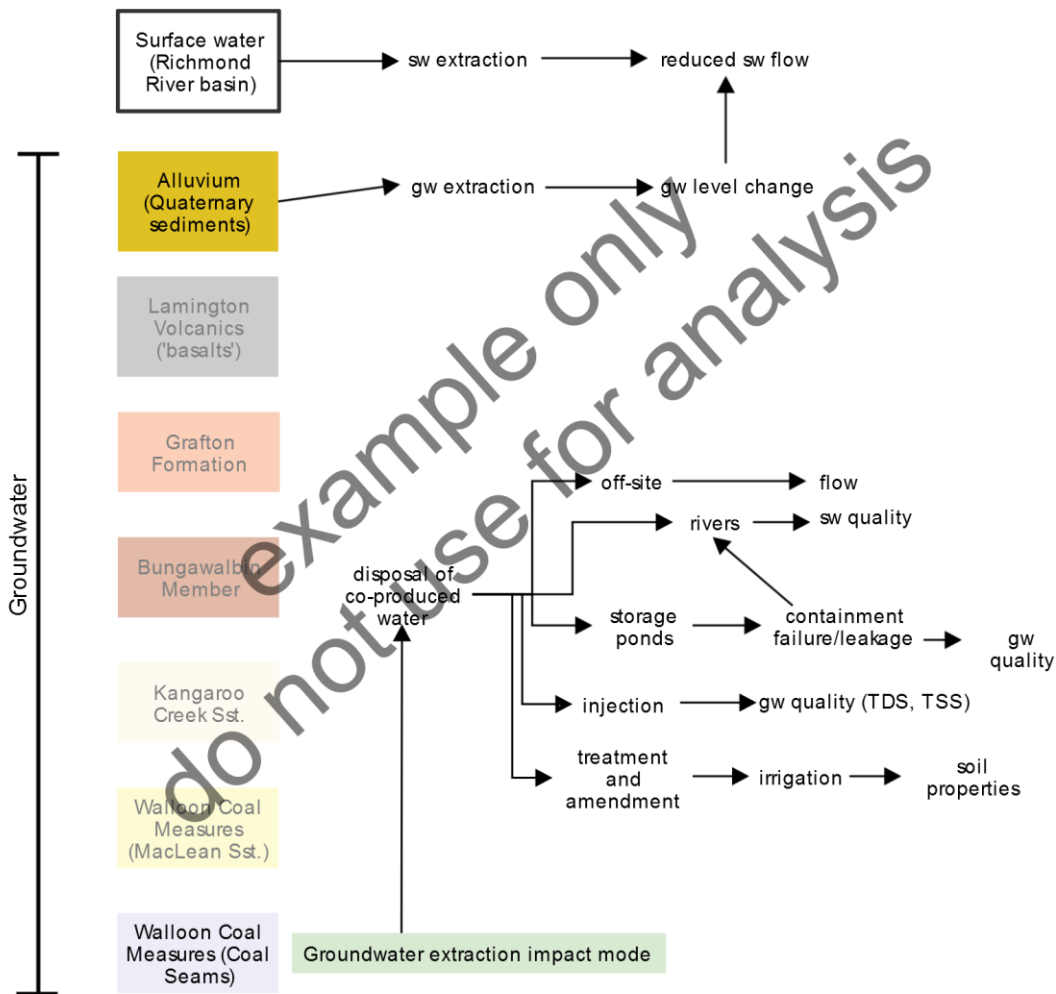 Surface water
(Richmond
River basin)
sw extraction
reduced sw flow
Groundwater
Alluvium
(Quaternary
sediments)
gw extraction
gw level change
Lamington
Volcanics
('basalts')
Grafton
Formation
Bungawalbin
Member
Kangaroo
Creek Sst.
Walloon Coal
Measures
(MacLean Sst.)
Walloon Coal
Measures (Coal
Seams)
Groundwater extraction impact mode
disposal of
co-produced
water
off-site
flow
rivers
sw quality
storage
ponds
containment
failure/leakage
gw
quality
injection
gw quality (TDS, TSS)
treatment
and
amendment
irrigation
soil
properties
example only
do not use for analysis